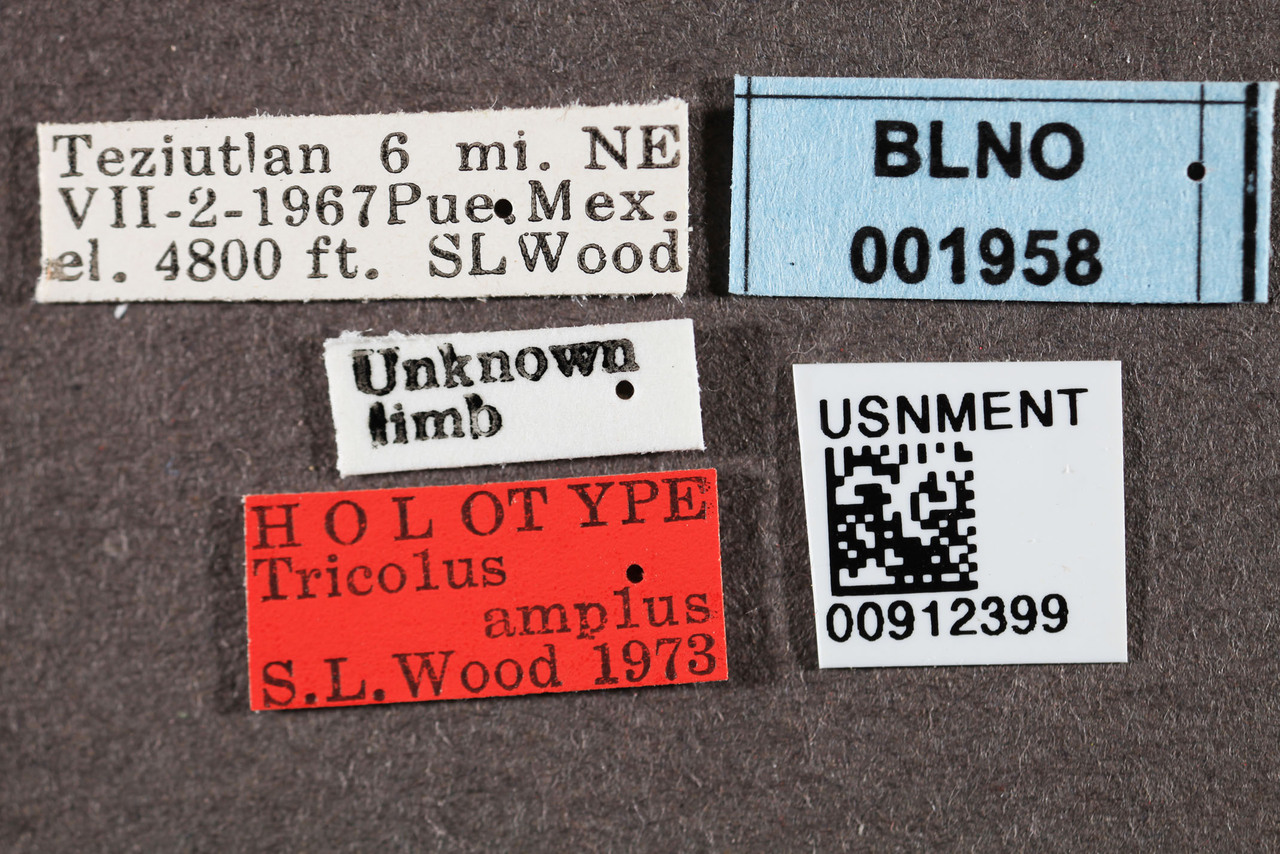 Teziutlan 6 mi. NE
VII-2-1967 Pue. Mex.
el. 4800 ft. SLWood
BLNO
001958
Unknown
limb
USNMENT
00912399
HOLOTYPE
Tricolus
amplus
S.L.Wood 1973